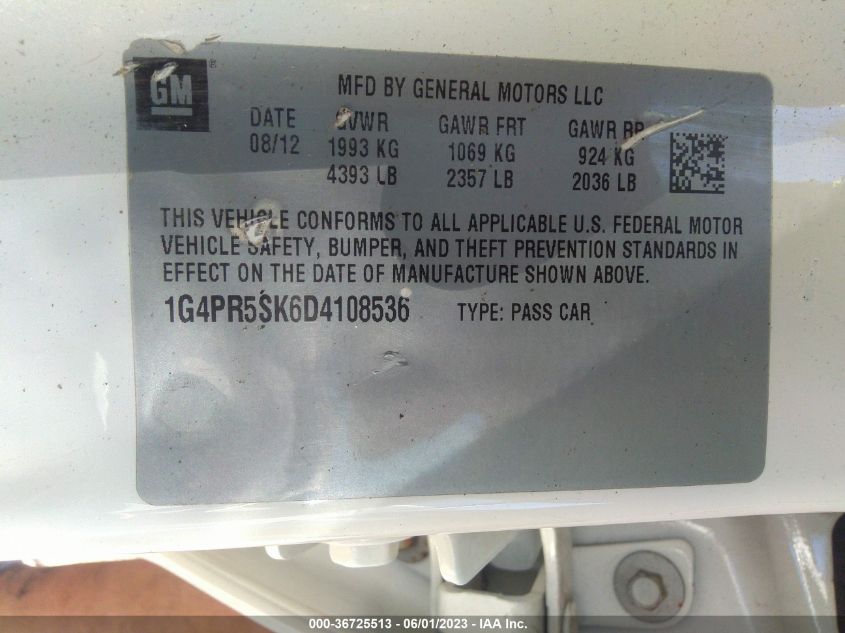 GM ®
MFD BY GENERAL MOTORS LLC
DATE GVWR GAWR FRT GAWR RR
08/12 1993 KG 1069 KG 924 KG
4393 LB 2357 LB 2036 LB
THIS VEHICLE CONFORMS TO ALL APPLICABLE U.S. FEDERAL MOTOR
VEHICLE SAFETY, BUMPER, AND THEFT PREVENTION STANDARDS IN
EFFECT ON THE DATE OF MANUFACTURE SHOWN ABOVE.
1G4PR5SK6D4108536 TYPE: PASS CAR
000-36725513 - 06/01/2023 - IAA Inc.